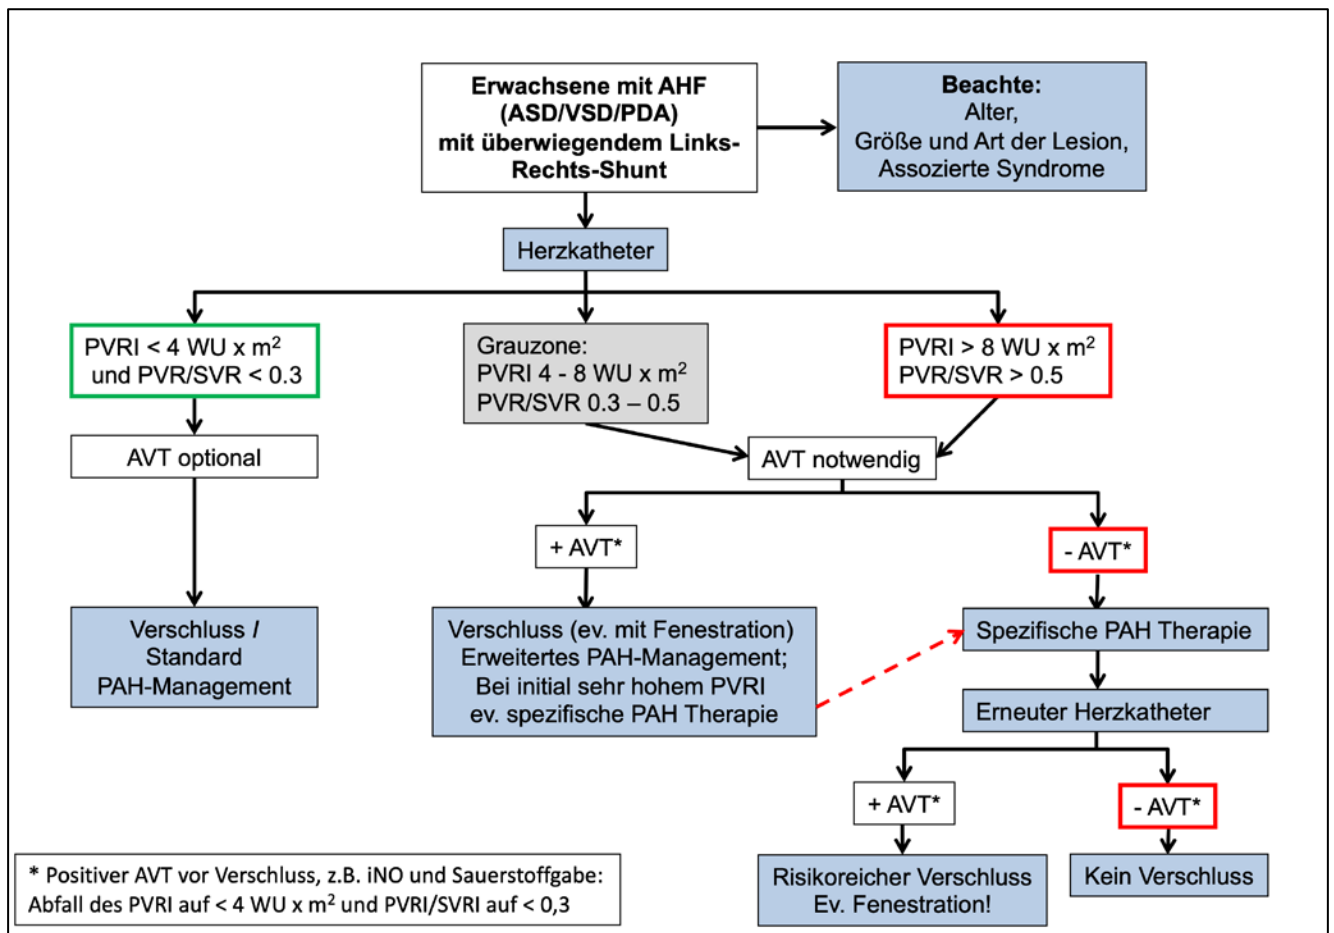 Erwachsene mit AHF
(ASD/VSD/PDA)
mit überwiegendem Links-
Rechts-Shunt
Beachte:
Alter,
Größe und Art der Lesion,
Assozierte Syndrome
Herzkatheter
PVRI < 4 WU x m²
und PVR/SVR < 0.3
Grauzone:
PVRI 4 - 8 WU x m²
PVR/SVR 0.3 – 0.5
PVRI > 8 WU x m²
PVR/SVR > 0.5
AVT optional
AVT notwendig
+ AVT*
- AVT*
Verschluss /
Standard
PAH-Management
Verschluss (ev. mit Fenestration)
Erweitertes PAH-Management;
Bei initial sehr hohem PVRI
ev. spezifische PAH Therapie
Spezifische PAH Therapie
Erneuter Herzkatheter
+ AVT*
- AVT*
Risikoreicher Verschluss
Ev. Fenestration!
Kein Verschluss
* Positiver AVT vor Verschluss, z.B. iNO und Sauerstoffgabe:
Abfall des PVRI auf < 4 WU x m² und PVRI/SVRI auf < 0,3